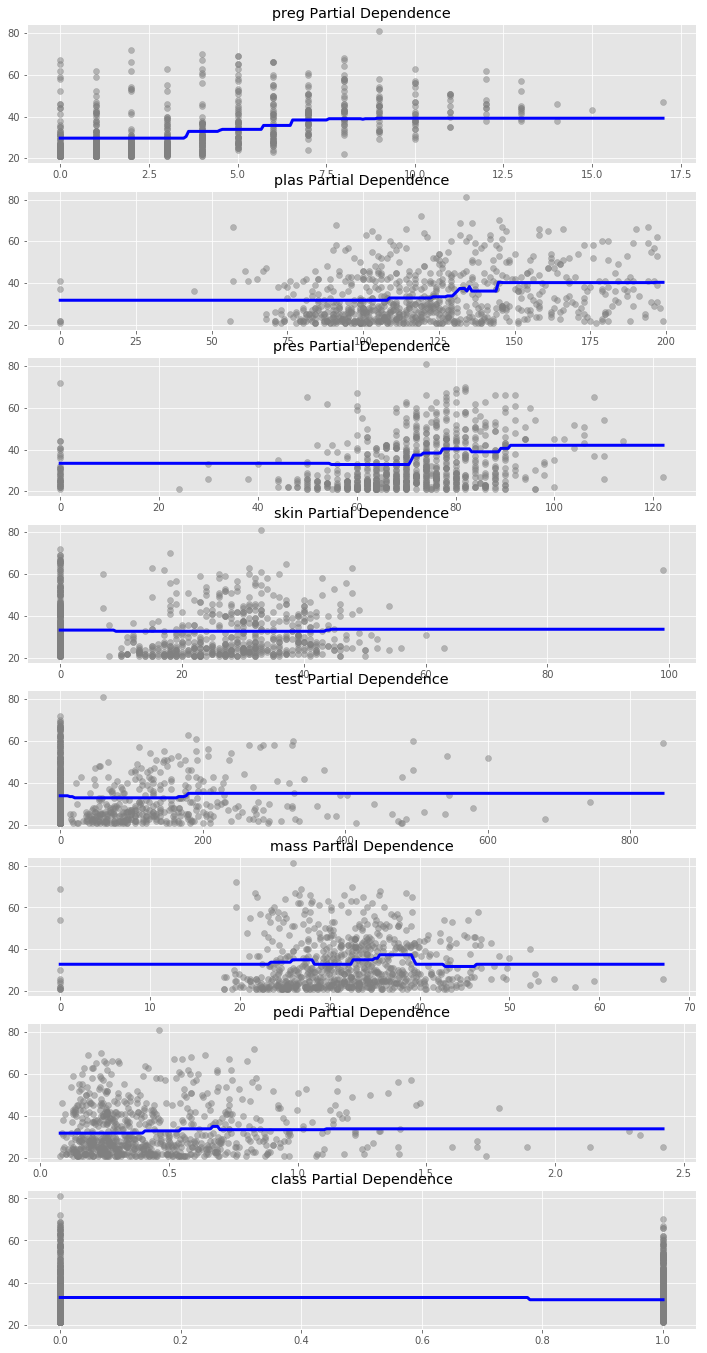 preg Partial Dependence
80
60
40
20
0.0 2.5 5.0 7.5 10.0 12.5 15.0 17.5
plas Partial Dependence
80
60
40
20
0 25 50 75 100 125 150 175 200
pres Partial Dependence
80
60
40
20
0 20 40 60 80 100 120
skin Partial Dependence
80
60
40
20
0 20 40 60 80 100
test Partial Dependence
80
60
40
20
0 200 400 600 800
mass Partial Dependence
80
60
40
20
0 10 20 30 40 50 60 70
pedi Partial Dependence
80
60
40
20
0.0 0.5 1.0 1.5 2.0 2.5
class Partial Dependence
80
60
40
20
0.0 0.2 0.4 0.6 0.8 1.0